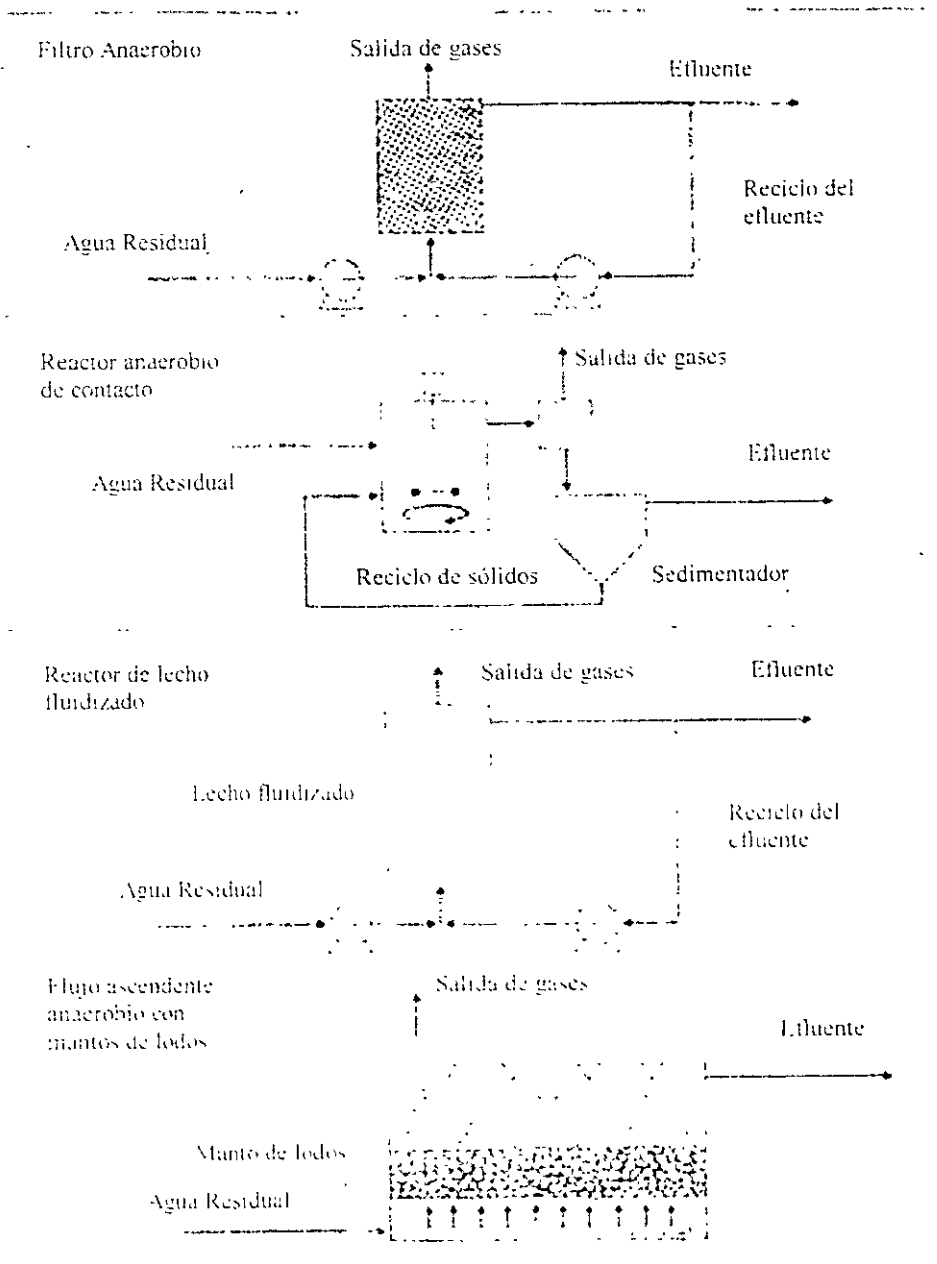 Filtro Anaerobio
Salida de gases
Efluente
Reciclo del
efluente
Agua Residual
Reactor anaerobio
de contacto
Salida de gases
Agua Residual
Efluente
Reciclo de sólidos
Sedimentador
Reactor de lecho
fluidizado
Salida de gases
Efluente
Lecho fluidizado
Reciclo del
efluente
Agua Residual
Flujo ascendente
anaerobio con
mantos de lodos
Salida de gases
Efluente
Manto de lodos
Agua Residual